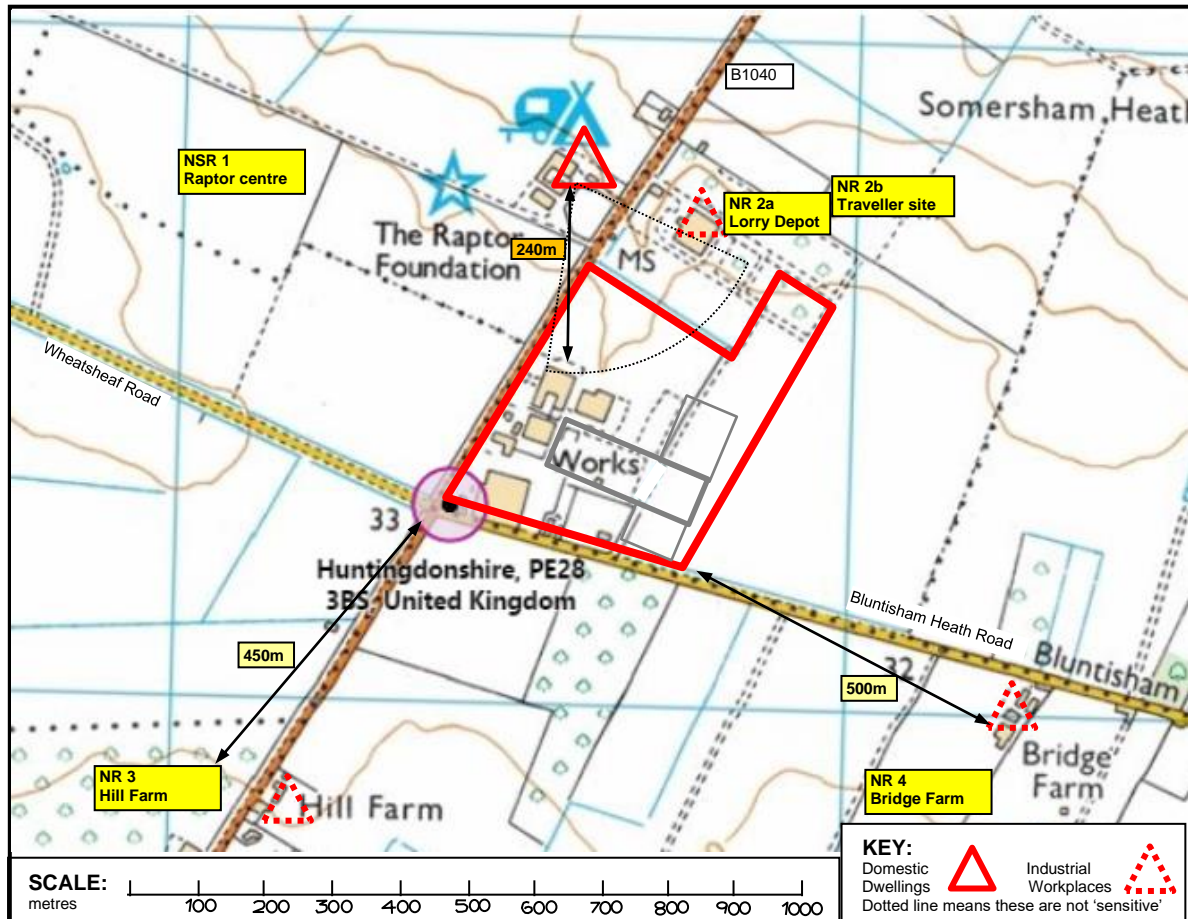 B1040
Somersham Heath
NSR 1
Raptor centre
NR 2a
Lorry Depot
NR 2b
Traveller site
The Raptor
Foundation
240m
MS
Wheatsheaf Road
Works
33
Huntingdonshire, PE28
3BS, United Kingdom
450m
Bluntisham Heath Road
32
Bluntisham
500m
NR 3
Hill Farm
Hill Farm
NR 4
Bridge Farm
Bridge
Farm
SCALE:
metres
100 200 300 400 500 600 700 800 900 1000
KEY:
Domestic
Dwellings
Industrial
Workplaces
Dotted line means these are not 'sensitive'